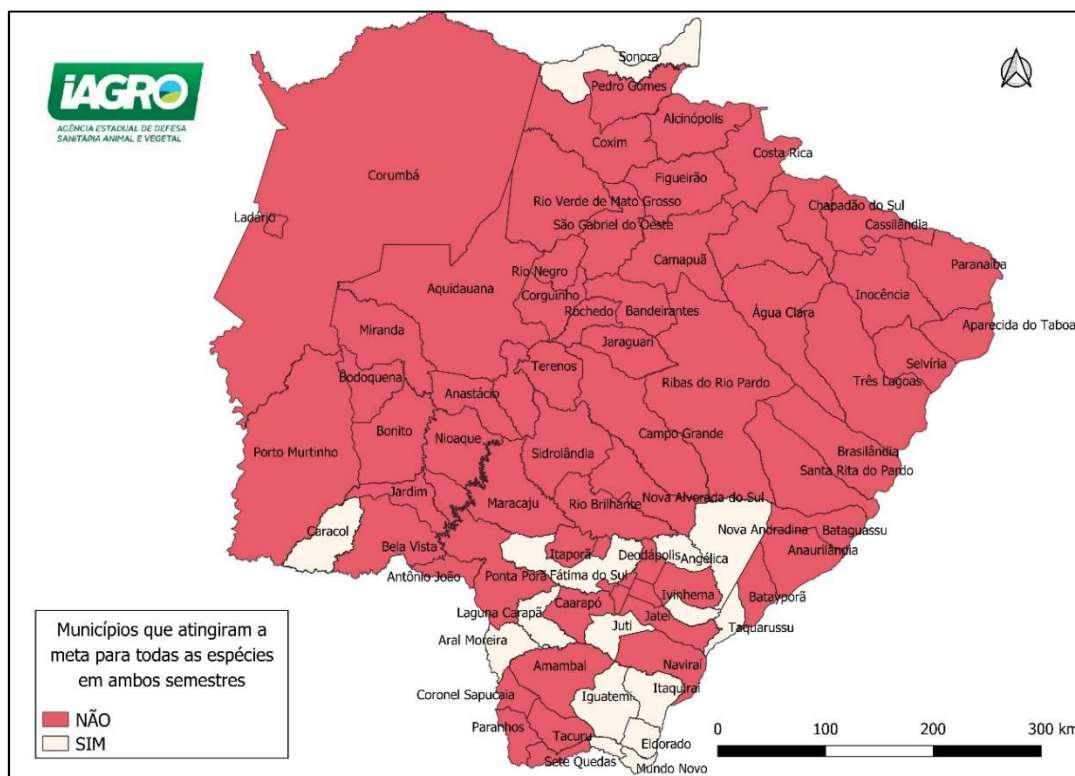 iAGRO
AGÊNCIA ESTADUAL DE DEFESA
SANITÁRIA ANIMAL E VEGETAL
Sonora
Pedro Gomes
Alcinópolis
Coxim
Costa Rica
Corumbá
Figueirão
Rio Verde de Mato Grosso
Chapadão do Sul
Ladário
São Gabriel do Oeste
Cassilândia
Camapuã
Paranaíba
Rio Negro
Aquidauana
Corguinho
Inocência
Rochedo
Bandeirantes
Água Clara
Miranda
Aparecida do Taboa
Jaraguari
Selvíria
Terenos
Bodoquena
Ribas do Rio Pardo
Três Lagoas
Anastácio
Bonito
Nioaque
Campo Grande
Porto Murtinho
Sidrolândia
Brasilândia
Santa Rita do Pardo
Jardim
Maracaju
Rio Brilhante
Nova Alvorada do Sul
Caracol
Nova Andradina
Bataguassu
Bela Vista
Itaporã
Deodápolis
Angélica
Anaurilândia
Antônio João
Ponta Porã
Fátima do Sul
Ivinhema
Batayporã
Laguna Carapã
Caarapó
Jateí
Juti
Taquarussu
Aral Moreira
Amambai
Naviraí
Coronel Sapucaia
Iguatemi
Itaquiraí
Paranhos
Tacuru
Eldorado
Sete Quedas
Mundo Novo
Municípios que atingiram a
meta para todas as espécies
em ambos semestres
NÃO
SIM
0 100 200 300 km